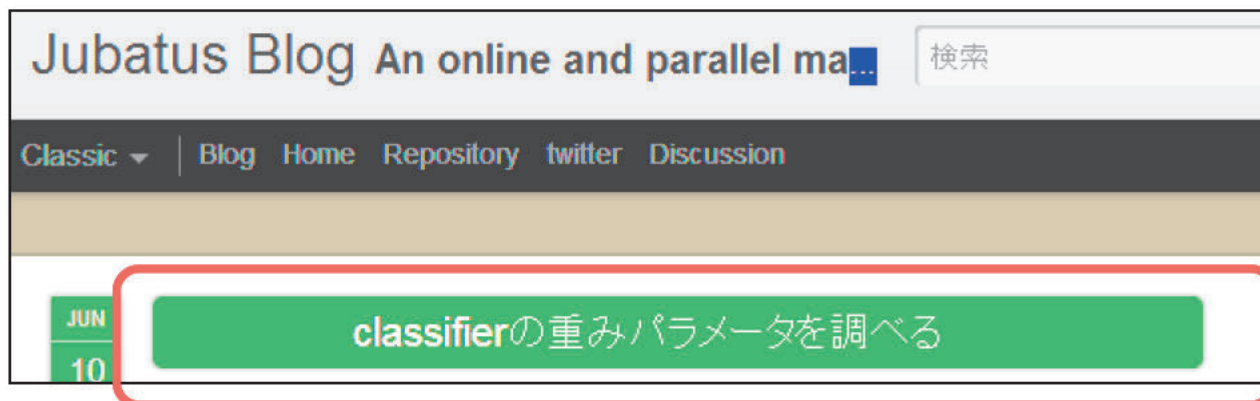 Jubatus Blog An online and parallel ma...
検索
Classic Blog Home Repository twitter Discussion
JUN
10
classifierの重みパラメータを調べる